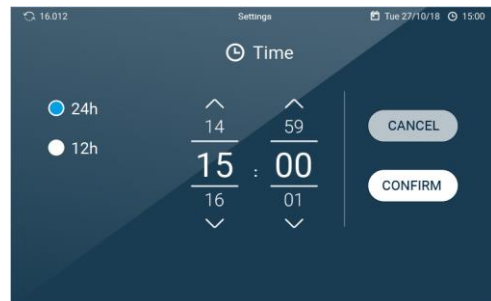 16.012 Settings Tue 27/10/18 15:00
Time
24h
12h
14 59
15 : 00
16 01
CANCEL
CONFIRM